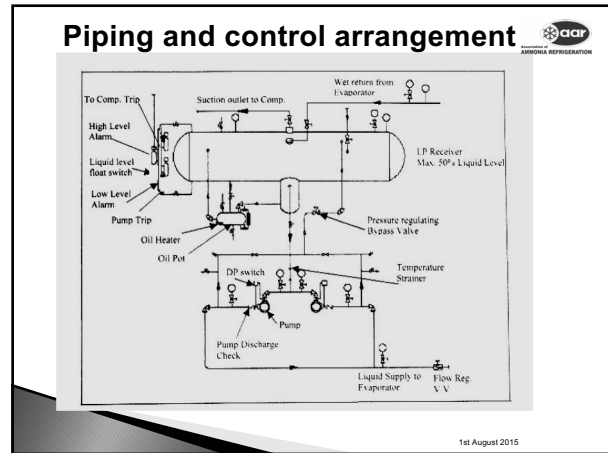 Piping and control arrangement
aar
Association of
AMMONIA REFRIGERATION
Wet return from
Evaporator
Suction outlet to Comp.
To Comp. Trip
High Level
Alarm
Liquid level
float switch
Low Level
Alarm
Pump Trip
L.P Receiver
Max. 50% Liquid Level
Oil Heater
Oil Pot
Pressure regulating
Bypass Valve
DP switch
Temperature
Strainer
Pump
Pump Discharge
Check
Liquid Supply to
Evaporator
Flow Reg.
V.V
1st August 2015